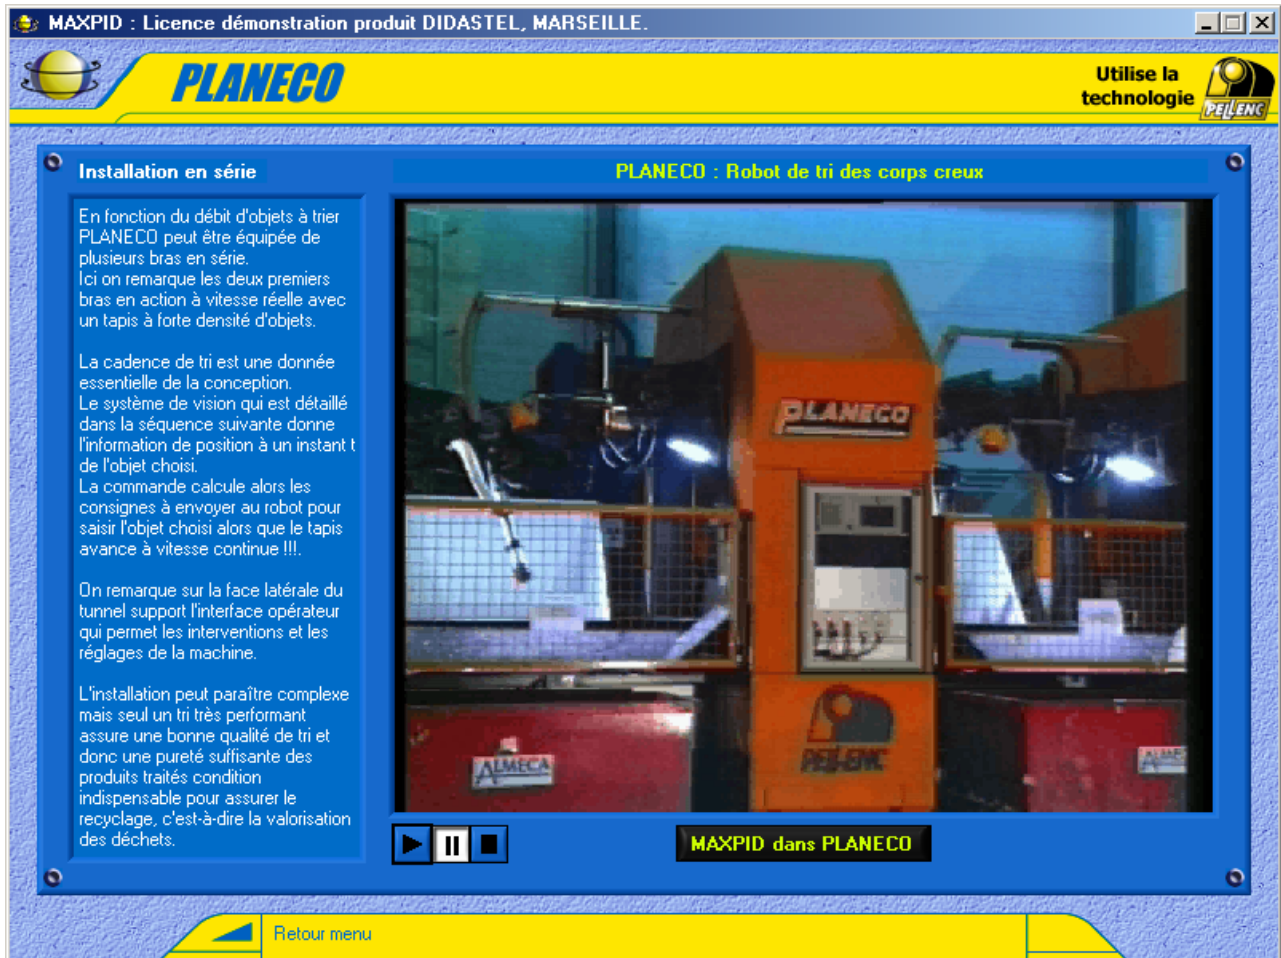 MAXPID : Licence démonstration produit DIDASTEL, MARSEILLE.
PLANECO
Utilise la
technologie
PELLENC
Installation en série
PLANECO : Robot de tri des corps creux
En fonction du débit d'objets à trier
PLANECO peut être équipée de
plusieurs bras en série.
Ici on remarque les deux premiers
bras en action à vitesse réelle avec
un tapis à forte densité d'objets.
La cadence de tri est une donnée
essentielle de la conception.
Le système de vision qui est détaillé
dans la séquence suivante donne
l'information de position à un instant t
de l'objet choisi.
La commande calcule alors les
consignes à envoyer au robot pour
saisir l'objet choisi alors que le tapis
avance à vitesse continue !!!.
On remarque sur la face latérale du
tunnel support l'interface opérateur
qui permet les interventions et les
réglages de la machine.
L'installation peut paraître complexe
mais seul un tri très performant
assure une bonne qualité de tri et
donc une pureté suffisante des
produits traités condition
indispensable pour assurer le
recyclage, c'est-à-dire la valorisation
des déchets.
PLANECO
PELLENC
ALMECA
ALME
MAXPID dans PLANECO
Retour menu